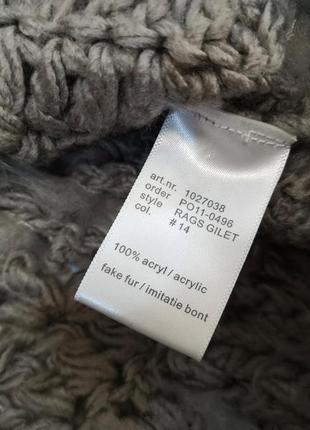 art.nr. 1027038
order PO11-0496
style RAGS GILET
col. # 14
100% acryl / acrylic
fake fur / imitatie bont